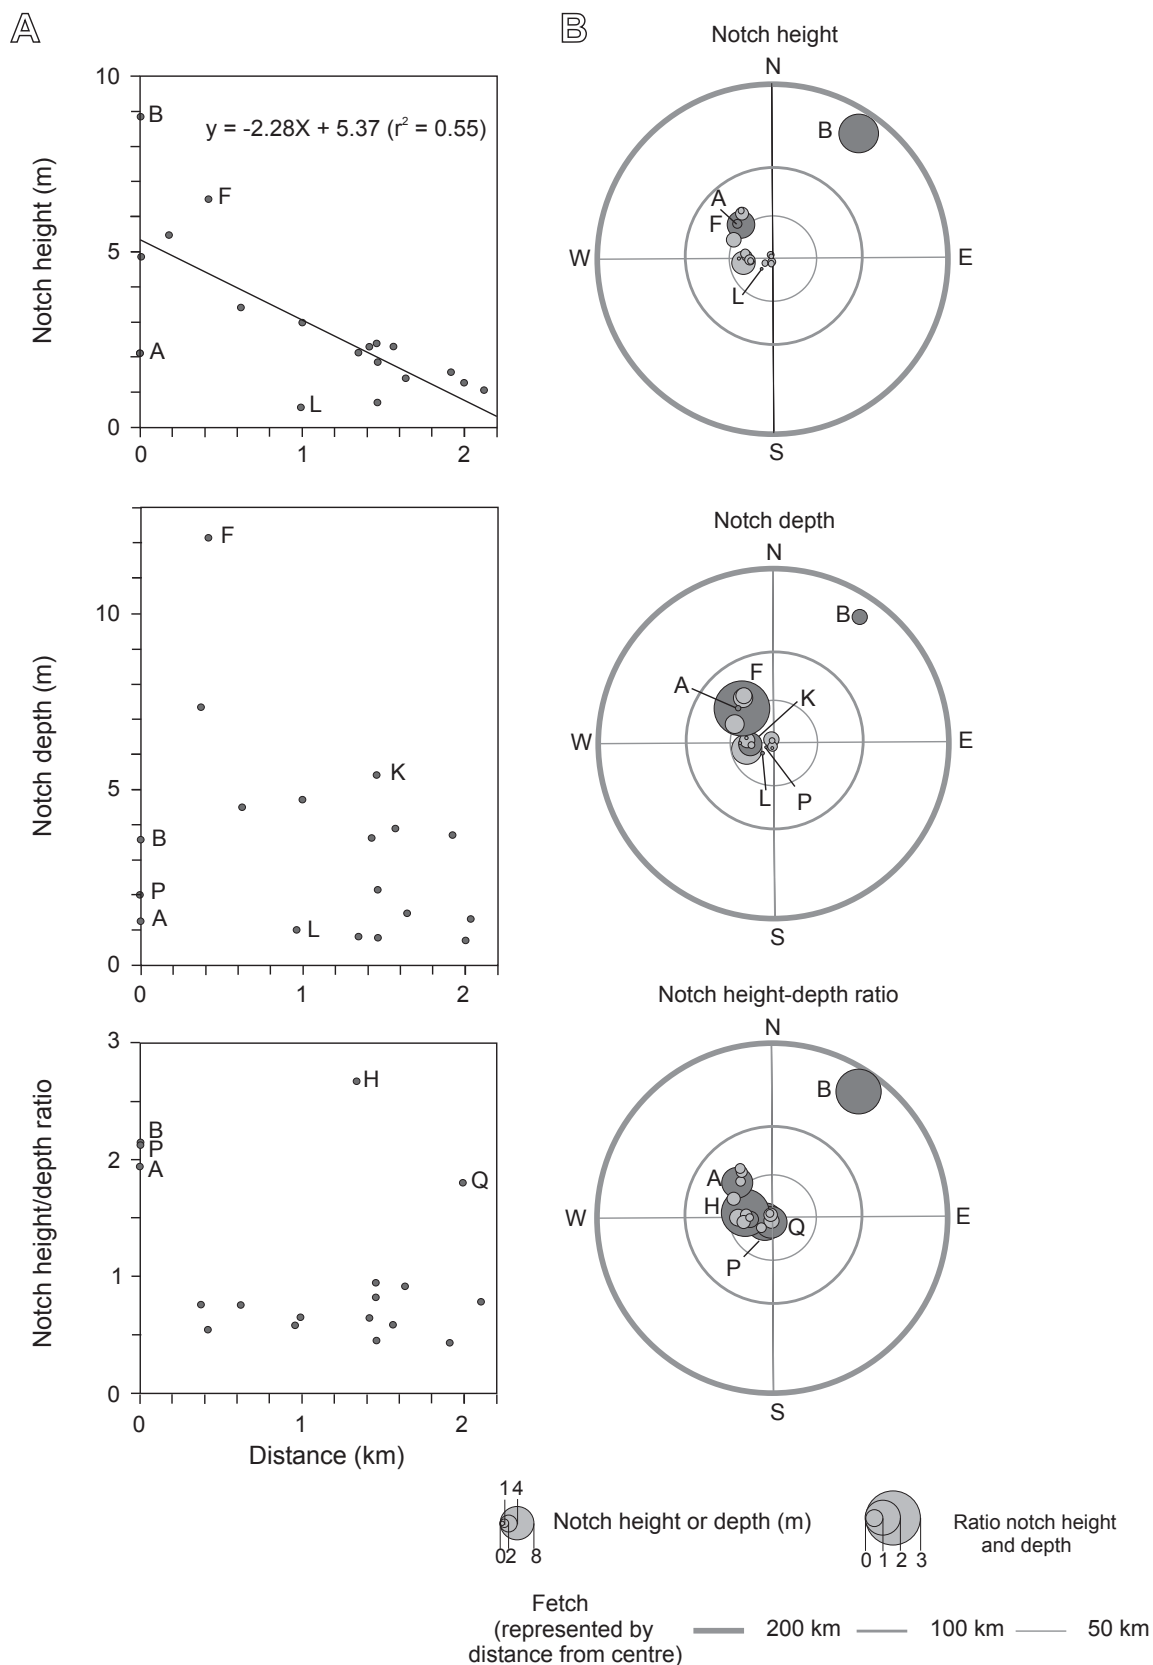 A
B
Notch height
N
10
5
0
Notch height (m)
B
y = -2.28X + 5.37 (r² = 0.55)
F
A
L
0 1 2
B
A
F
W
E
L
S
Notch depth
N
10
5
0
Notch depth (m)
F
K
B
P
A
L
0 1 2
B
F
A
K
W
E
L
P
S
Notch height-depth ratio
N
3
2
1
0
Notch height/depth ratio
H
B
P
A
Q
0 1 2
Distance (km)
B
A
H
W
E
Q
P
S
1 4
0 2 8
Notch height or depth (m)
0 1 2 3
Ratio notch height
and depth
Fetch
(represented by
distance from centre)
200 km
100 km
50 km